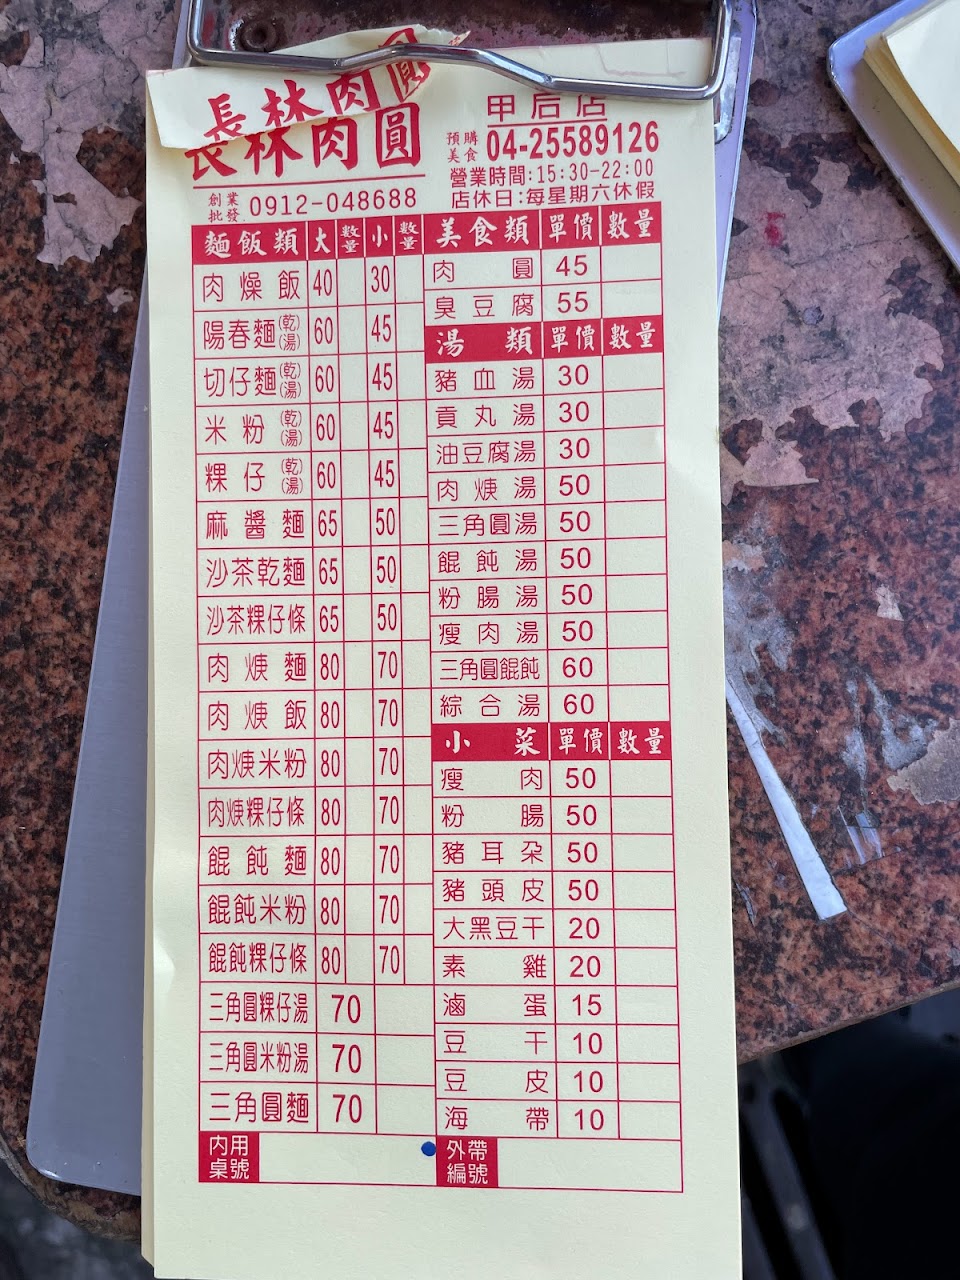 長林肉圓
長林肉圓
甲后店
預購美食 04-25589126
營業時間:15:30-22:00
店休日:每星期六休假
創業批發.0912-048688
麵飯類 大 數量 小 數量
肉燥飯 40 30
陽春麵(乾)(湯) 60 45
切仔麵(乾)(湯) 60 45
米粉(乾)(湯) 60 45
粿仔(乾)(湯) 60 45
麻醬麵 65 50
沙茶乾麵 65 50
沙茶粿仔條 65 50
肉焿麵 80 70
肉焿飯 80 70
肉焿米粉 80 70
肉焿粿仔條 80 70
餛飩麵 80 70
餛飩米粉 80 70
餛飩粿仔條 80 70
三角圓粿仔湯 70
三角圓米粉湯 70
三角圓麵 70
內用桌號
美食類 單價 數量
肉圓 45
臭豆腐 55
湯類 單價 數量
豬血湯 30
貢丸湯 30
油豆腐湯 30
肉焿湯 50
三角圓湯 50
餛飩湯 50
粉腸湯 50
瘦肉湯 50
三角圓餛飩 60
綜合湯 60
小菜 單價 數量
瘦肉 50
粉腸 50
豬耳朵 50
豬頭皮 50
大黑豆干 20
素雞 20
滷蛋 15
豆干 10
豆皮 10
海帶 10
外帶編號